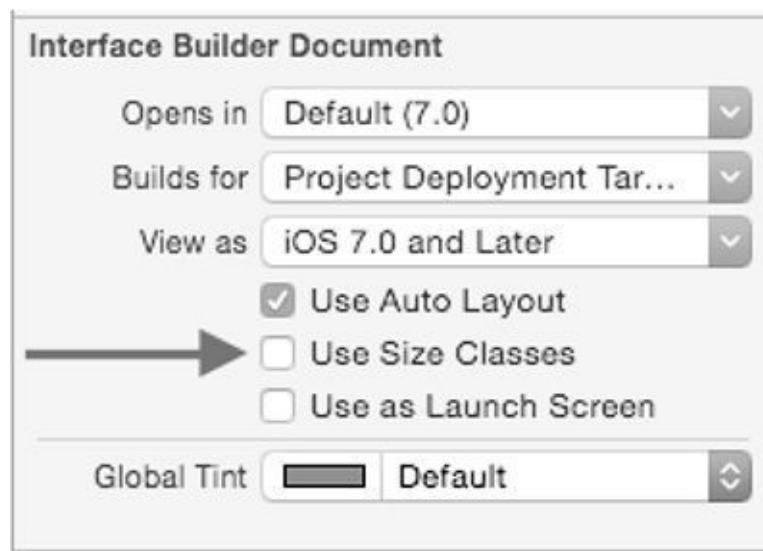 Interface Builder Document
Opens in Default (7.0)
Builds for Project Deployment Tar...
View as iOS 7.0 and Later
Use Auto Layout
Use Size Classes
Use as Launch Screen
Global Tint Default